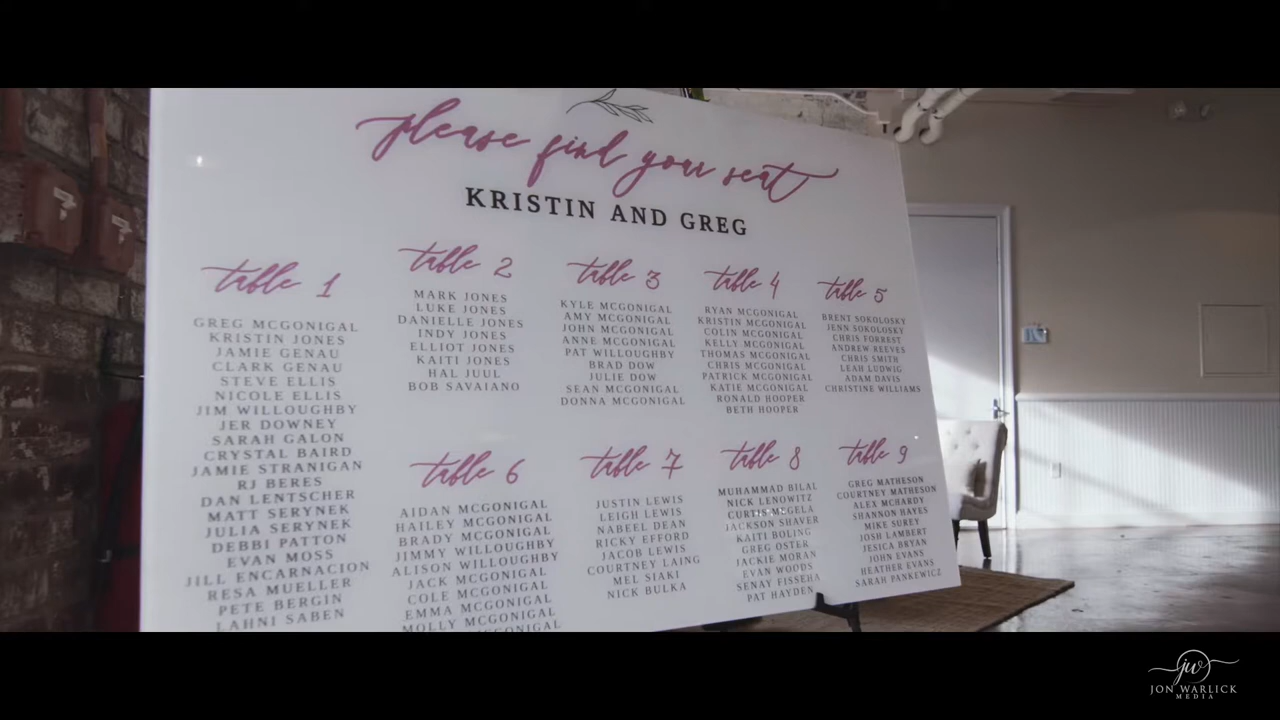 please find your seat
KRISTIN AND GREG
table 1
GREG MCGONIGAL
KRISTIN JONES
JAMIE GENAU
CLARK GENAU
STEVE ELLIS
NICOLE ELLIS
JIM WILLOUGHBY
JER DOWNEY
SARAH GALON
CRYSTAL BAIRD
JAMIE STRANIGAN
RJ BERES
DAN LENTSCHER
MATT SERYNEK
JULIA SERYNEK
DEBBI PATTON
EVAN MOSS
JILL ENCARNACION
RESA MUELLER
PETE BERGIN
LAHNI SABEN
table 2
MARK JONES
LUKE JONES
DANIELLE JONES
INDY JONES
ELLIOT JONES
KAITI JONES
HAL JUUL
BOB SAVAIANO
table 3
KYLE MCGONIGAL
AMY MCGONIGAL
JOHN MCGONIGAL
ANNE MCGONIGAL
PAT WILLOUGHBY
BRAD DOW
JULIE DOW
SEAN MCGONIGAL
DONNA MCGONIGAL
table 4
RYAN MCGONIGAL
KRISTIN MCGONIGAL
COLIN MCGONIGAL
KELLY MCGONIGAL
THOMAS MCGONIGAL
CHRIS MCGONIGAL
PATRICK MCGONIGAL
KATIE MCGONIGAL
RONALD HOOPER
BETH HOOPER
table 5
BRENT SOKOLOSKY
JENN SOKOLOSKY
CHRIS FORREST
ANDREW REEVES
CHRIS SMITH
LEAH LUDWIG
ADAM DAVIS
CHRISTINE WILLIAMS
table 6
AIDAN MCGONIGAL
HAILEY MCGONIGAL
BRADY MCGONIGAL
JIMMY WILLOUGHBY
ALISON WILLOUGHBY
JACK MCGONIGAL
COLE MCGONIGAL
EMMA MCGONIGAL
MOLLY MCGONIGAL
table 7
JUSTIN LEWIS
LEIGH LEWIS
NABEEL DEAN
RICKY EFFORD
JACOB LEWIS
COURTNEY LAING
MEL SIAKI
NICK BULKA
table 8
MUHAMMAD BILAL
NICK LENOWITZ
CURTIS
JACKSON SHAVER
KAITI BOLING
GREG OSTER
JACKIE MORAN
EVAN WOODS
SENAY FISSEHA
PAT HAYDEN
table 9
GREG MATHESON
COURTNEY MATHESON
ALEX MCHARDY
SHANNON HAYES
MIKE SUREY
JOSH LAMBERT
JESICA BRYAN
JOHN EVANS
HEATHER EVANS
SARAH PANKEWICZ
jw
JON WARLICK
MEDIA